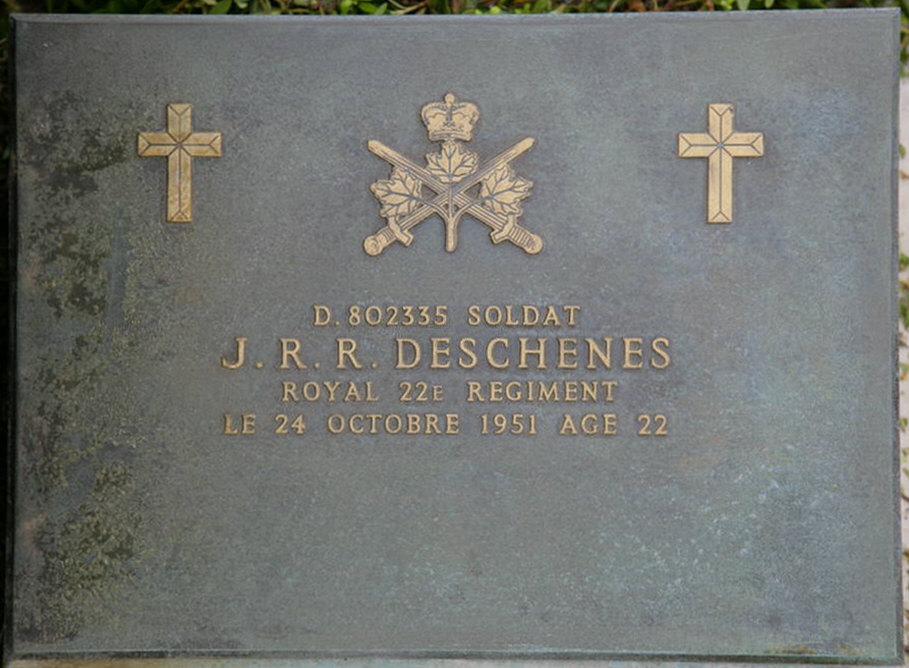 D. 802335 SOLDAT
J. R. R. DESCHENES
ROYAL 22E REGIMENT
LE 24 OCTOBRE 1951 AGE 22